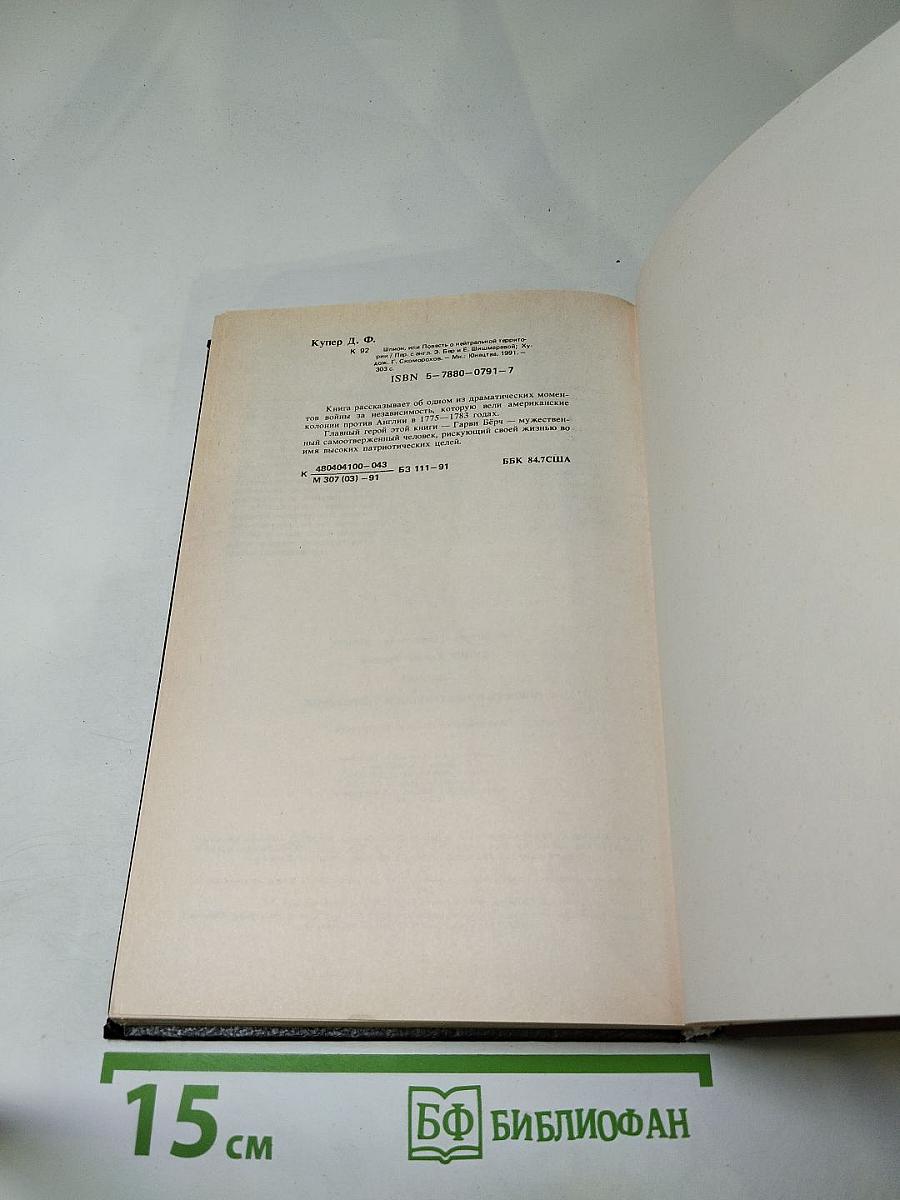 Купер Д. Ф.
К 92 Шпион, или Повесть о нейтральной террито-
рии / Пер. с англ. Э. Бер и Е. Шишмаревой; Ху-
дож. Г. Скоморохов. — Мн.: Юнацтва, 1991. —
303 с.
ISBN 5-7880-0791-7
Книга рассказывает об одном из драматических момен-
тов войны за независимость, которую вели американские
колонии против Англии в 1775—1783 годах.
Главный герой этой книги — Гарви Бёрч — мужествен-
ный самоотверженный человек, рискующий своей жизнью во
имя высоких патриотических целей.
К 480404100-043 БЗ 111-91 ББК 84.7США
М 307 (03) -91
15 см БФ БИБЛИОФАН